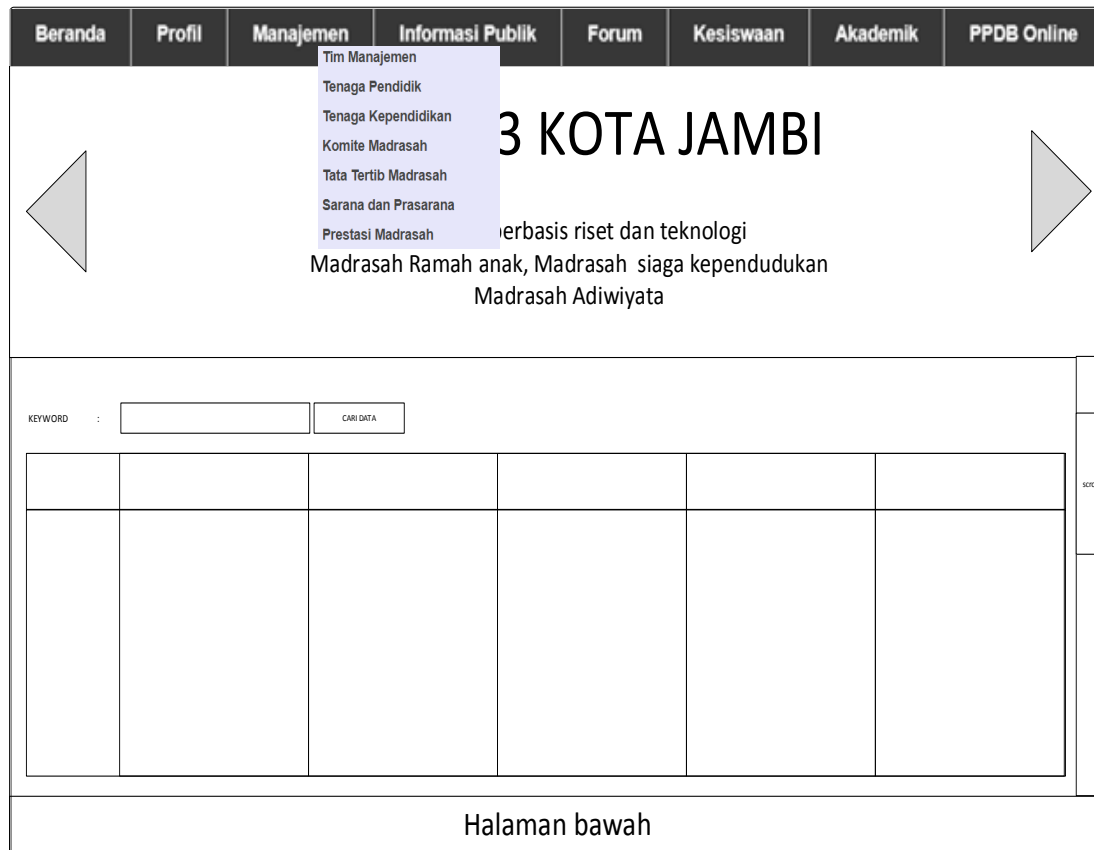 Beranda Profil Manajemen Informasi Publik Forum Kesiswaan Akademik PPDB Online
Tim Manajemen
Tenaga Pendidik
Tenaga Kependidikan
Komite Madrasah
Tata Tertib Madrasah
Sarana dan Prasarana
Prestasi Madrasah
3 KOTA JAMBI
riset dan teknologi
Madrasah Ramah anak, Madrasah siaga kependudukan
Madrasah Adiwiyata
KEYWORD :
CARI DATA
Halaman bawah